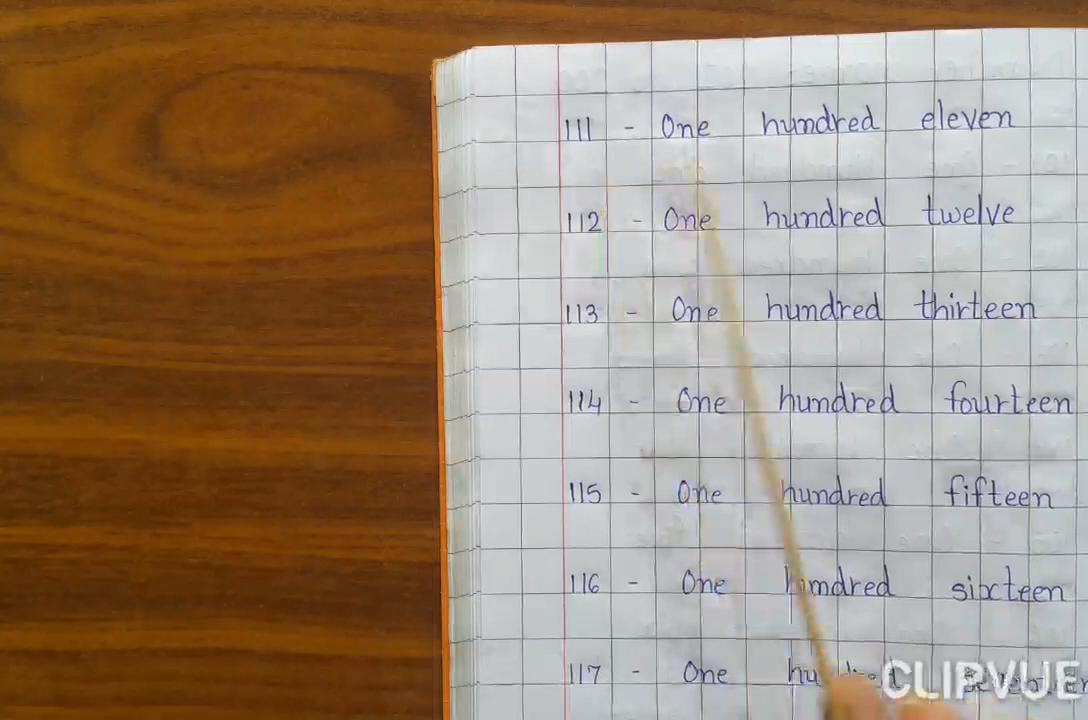 111 - One hundred eleven
112 - One hundred twelve
113 - One hundred thirteen
114 - One hundred fourteen
115 - One hundred fifteen
116 - One hundred sixteen
117 - One hundred
CLIPVUE